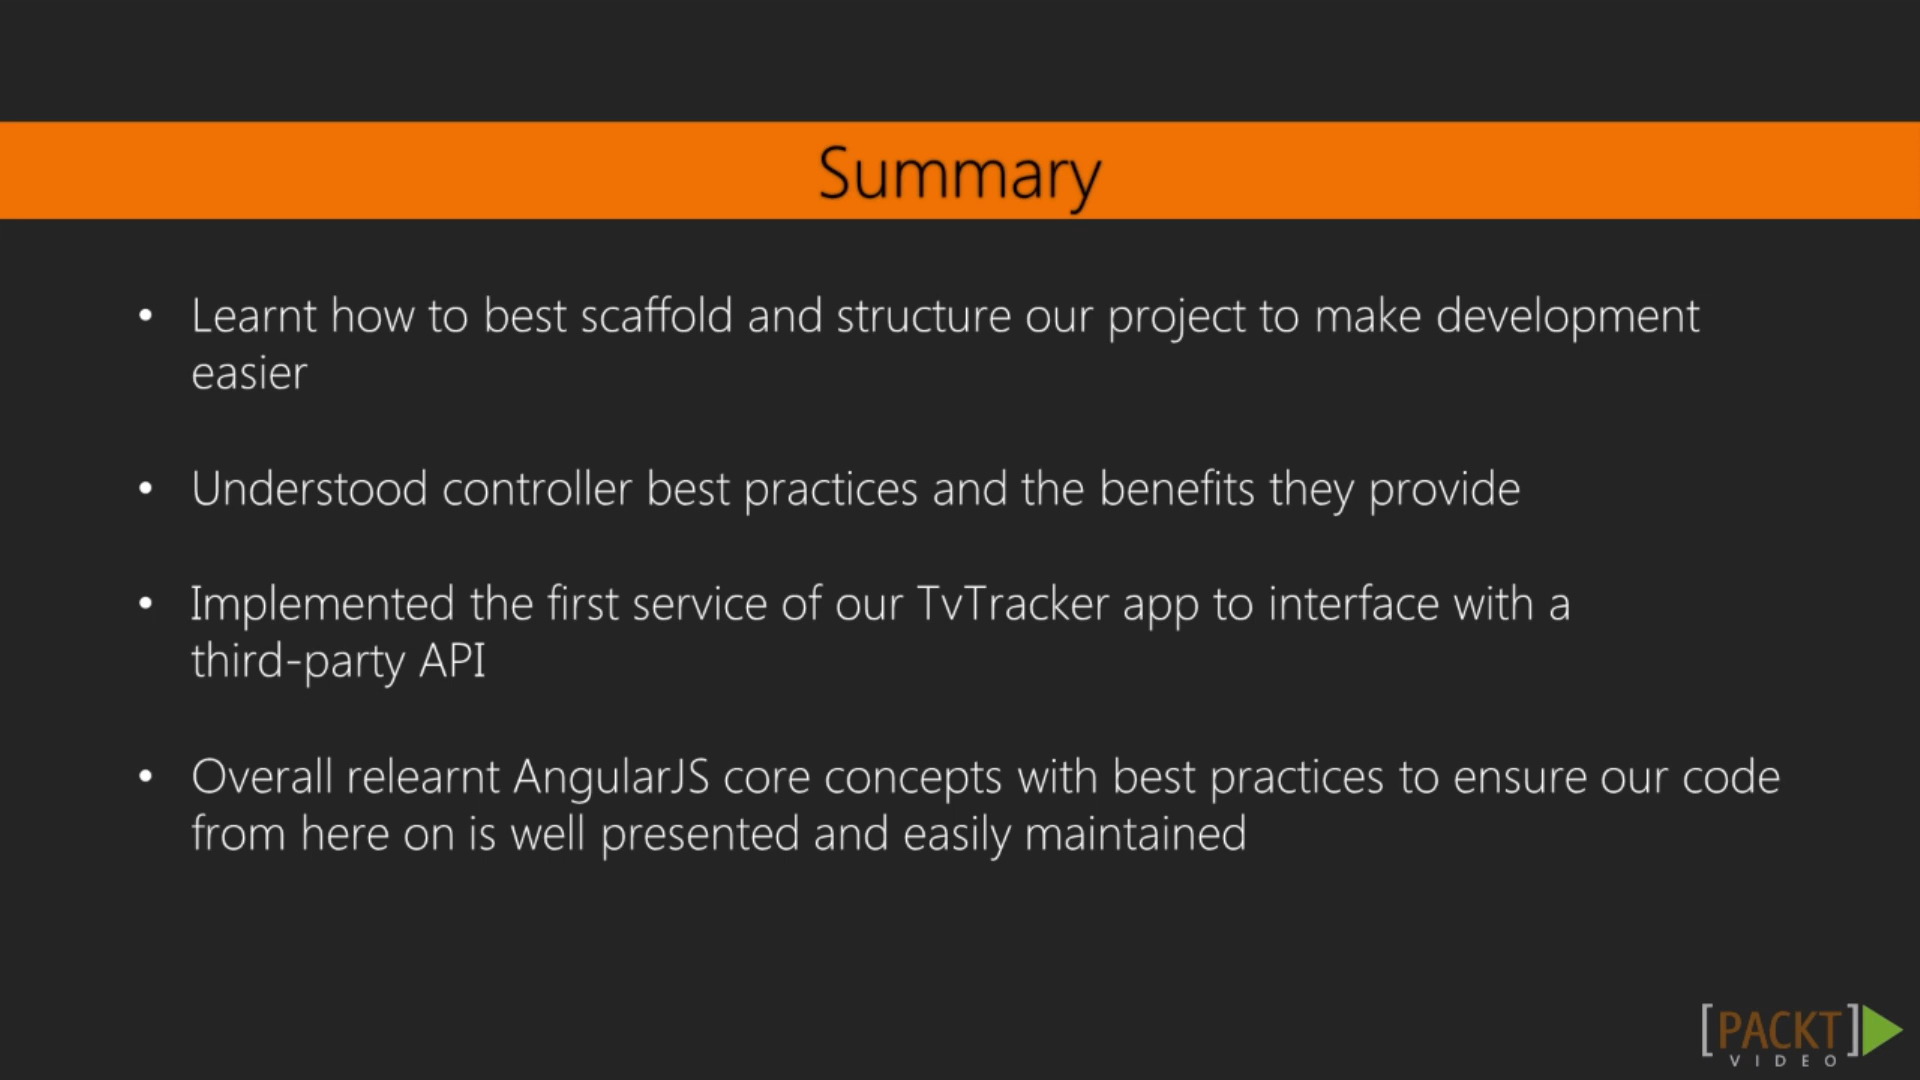 Summary
• Learnt how to best scaffold and structure our project to make development
easier
• Understood controller best practices and the benefits they provide
• Implemented the first service of our TvTracker app to interface with a
third-party API
• Overall relearnt AngularJS core concepts with best practices to ensure our code
from here on is well presented and easily maintained
[PACKT]
VIDEO